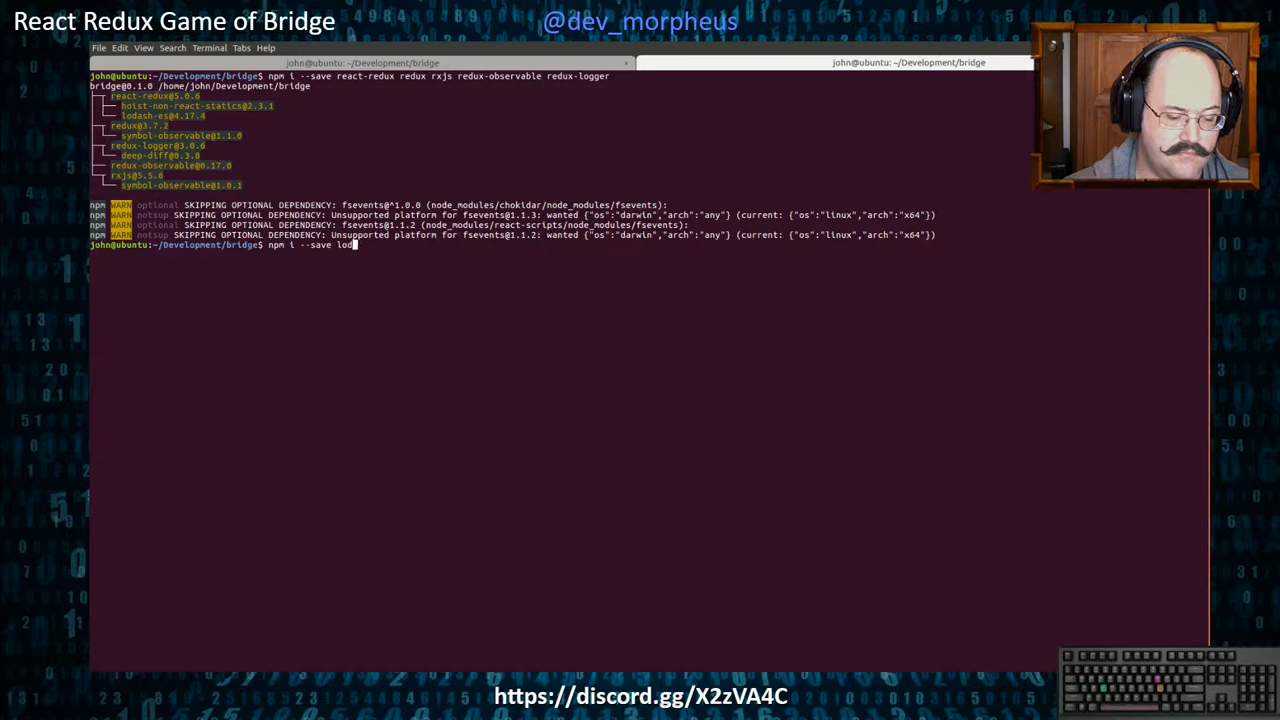 React Redux Game of Bridge
@dev_morpheus
File Edit View Search Terminal Tabs Help
john@ubuntu: ~/Development/bridge ×
john@ubuntu: ~/Development/bridge
john@ubuntu:~/Development/bridge$ npm i --save react-redux redux rxjs redux-observable redux-logger
bridge@0.1.0 /home/john/Development/bridge
├─┬ react-redux@5.0.6
│ ├── hoist-non-react-statics@2.3.1
│ └── lodash-es@4.17.4
├─┬ redux@3.7.2
│ └── symbol-observable@1.1.0
├─┬ redux-logger@3.0.6
│ └── deep-diff@0.3.8
├── redux-observable@0.17.0
└─┬ rxjs@5.5.6
  └── symbol-observable@1.0.1
npm WARN optional SKIPPING OPTIONAL DEPENDENCY: fsevents@^1.0.0 (node_modules/chokidar/node_modules/fsevents):
npm WARN notsup SKIPPING OPTIONAL DEPENDENCY: Unsupported platform for fsevents@1.1.3: wanted {"os":"darwin","arch":"any"} (current: {"os":"linux","arch":"x64"})
npm WARN optional SKIPPING OPTIONAL DEPENDENCY: fsevents@1.1.2 (node_modules/react-scripts/node_modules/fsevents):
npm WARN notsup SKIPPING OPTIONAL DEPENDENCY: Unsupported platform for fsevents@1.1.2: wanted {"os":"darwin","arch":"any"} (current: {"os":"linux","arch":"x64"})
john@ubuntu:~/Development/bridge$ npm i --save lod
https://discord.gg/X2zVA4C